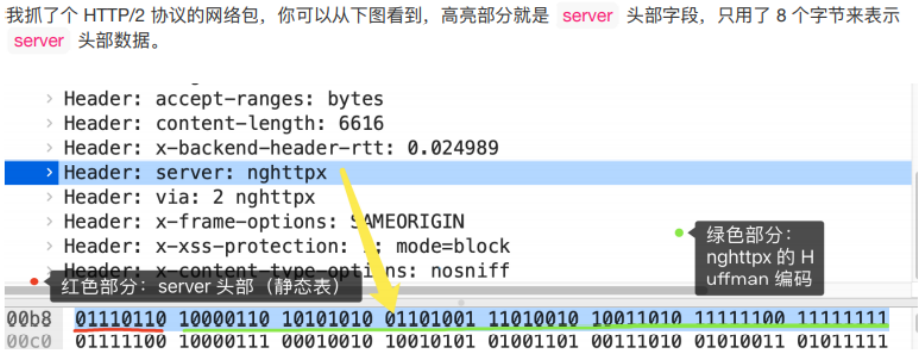 我抓了个 HTTP/2 协议的网络包，你可以从下图看到，高亮部分就是 server 头部字段，只用了 8 个字节来表示
server 头部数据。
Header: accept-ranges: bytes
Header: content-length: 6616
Header: x-backend-header-rtt: 0.024989
Header: server: nghttpx
Header: via: 2 nghttpx
Header: x-frame-options: SAMEORIGIN
Header: x-xss-protection: ; mode=block
Header: x-content-type-options: nosniff
绿色部分：
nghttpx 的 H
uffman 编码
红色部分：server 头部（静态表）
00b8 01110110 10000110 10101010 01101001 11010010 10011010 11111100 11111111
00c0 01111100 10000111 00010010 10010101 01001101 00111010 01010011 01011111